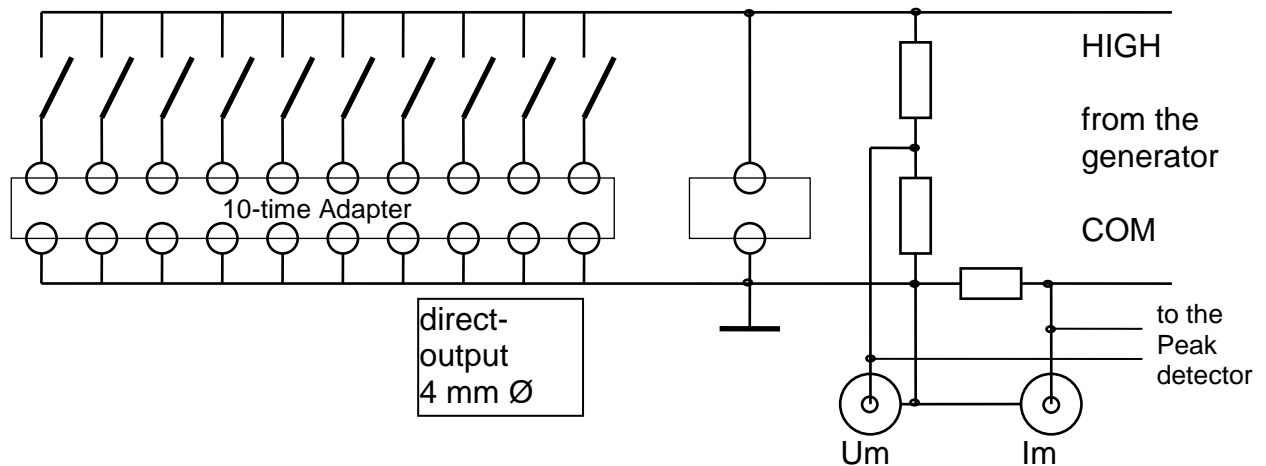 HIGH
from the
generator
10-time Adapter
COM
direct-
output
4 mm Ø
to the
Peak
detector
Um
Im